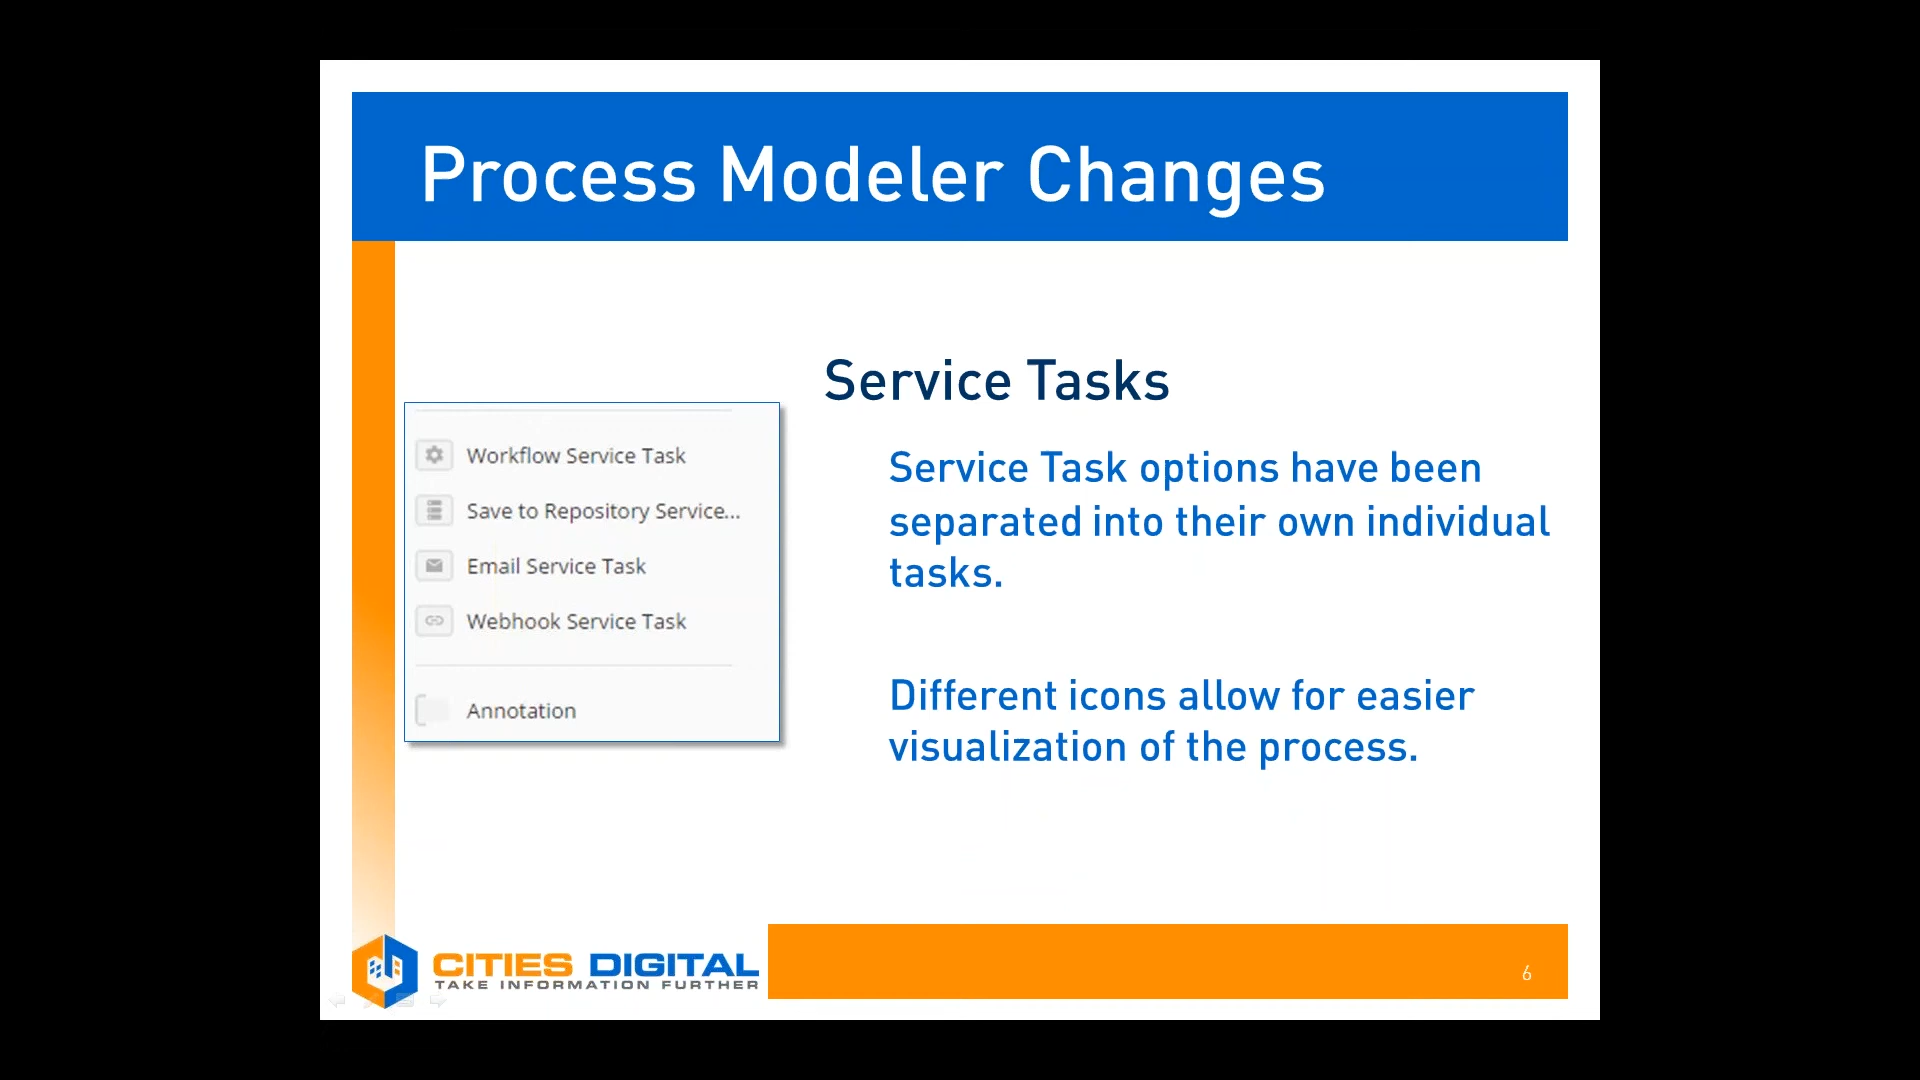 Process Modeler Changes
Service Tasks
Workflow Service Task
Save to Repository Service...
Email Service Task
Webhook Service Task
Annotation
Service Task options have been
separated into their own individual
tasks.
Different icons allow for easier
visualization of the process.
CITIES DIGITAL
TAKE INFORMATION FURTHER
6